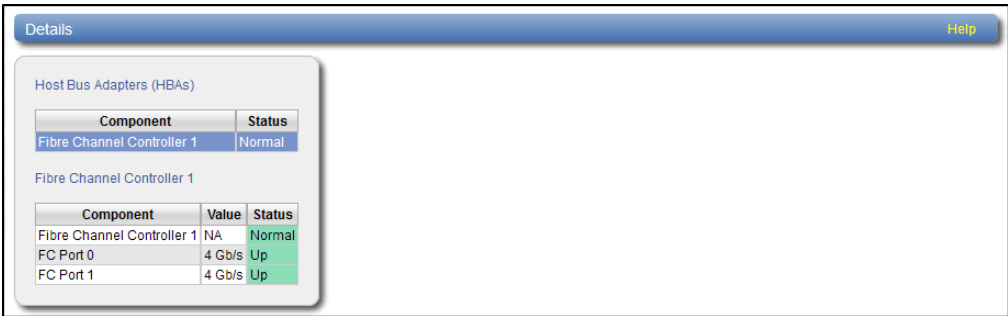 Details Help
Host Bus Adapters (HBAs)
Component Status
Fibre Channel Controller 1 Normal
Fibre Channel Controller 1
Component Value Status
Fibre Channel Controller 1 NA Normal
FC Port 0 4 Gb/s Up
FC Port 1 4 Gb/s Up